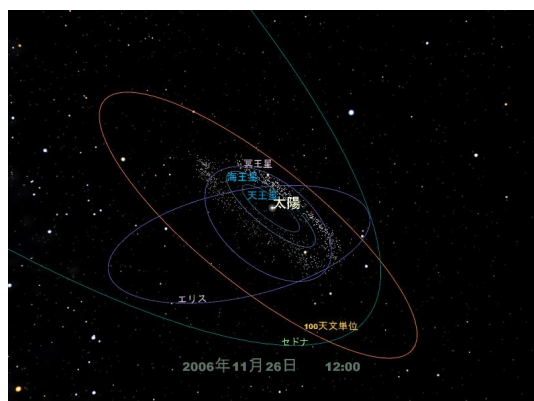 冥王星
海王星
天王星
太陽
エリス
100天文単位
セドナ
2006年11月26日 12:00